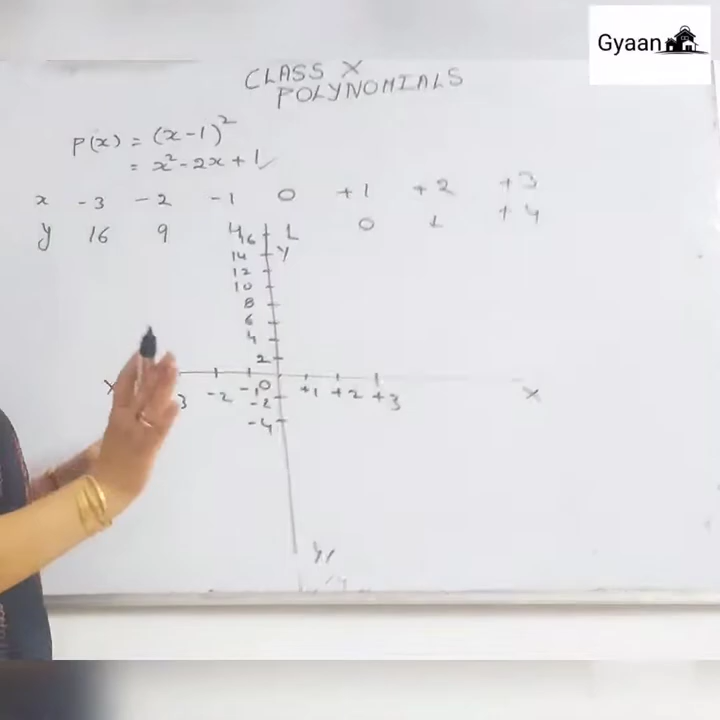 Gyaan
CLASS X
POLYNOMIALS
P(x) = (x-1)²
= x² - 2x + 1
x -3 -2 -1 0 +1 +2 +3
y 16 9 4 1 0 1 +4
16
14 Y
12
10
8
6
4
2
X 3 -2 -1 0 +1 +2 +3 X
-2
-4
Y'